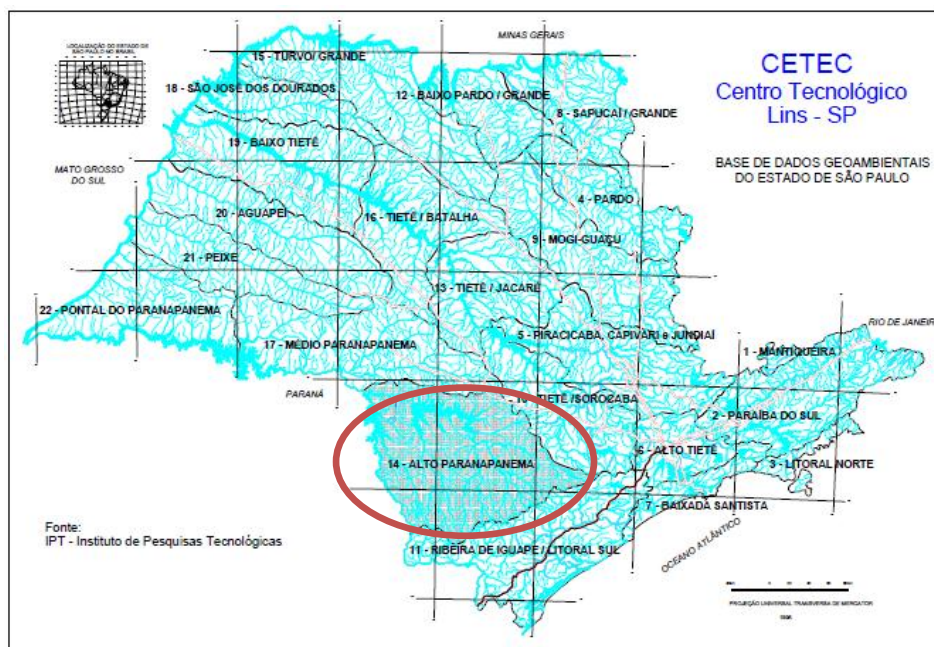 LOCALIZAÇÃO DO ESTADO DE
SÃO PAULO NO BRASIL
MINAS GERAIS
15 - TURVO/ GRANDE
18 - SÃO JOSÉ DOS DOURADOS
12 - BAIXO PARDO / GRANDE
8 - SAPUCAÍ / GRANDE
CETEC
Centro Tecnológico
Lins - SP
BASE DE DADOS GEOAMBIENTAIS
DO ESTADO DE SÃO PAULO
19 - BAIXO TIETÊ
MATO GROSSO
DO SUL
4 - PARDO
20 - AGUAPEÍ
16 - TIETÊ / BATALHA
9 - MOGI-GUAÇU
21 - PEIXE
13 - TIETÊ / JACARÉ
22 - PONTAL DO PARANAPANEMA
5 - PIRACICABA, CAPIVARI e JUNDIAÍ
RIO DE JANEIR
17 - MÉDIO PARANAPANEMA
1 - MANTIQUEIRA
PARANÁ
10 - TIETÊ /SOROCABA
2 - PARAÍBA DO SUL
6 - ALTO TIETÊ
14 - ALTO PARANAPANEMA
3 - LITORAL NORTE
7 - BAIXADA SANTISTA
OCEANO ATLÂNTICO
Fonte:
IPT - Instituto de Pesquisas Tecnológicas
11 - RIBEIRA DE IGUAPE / LITORAL SUL
PROJEÇÃO UNIVERSAL TRANSVERSA DE MERCATOR